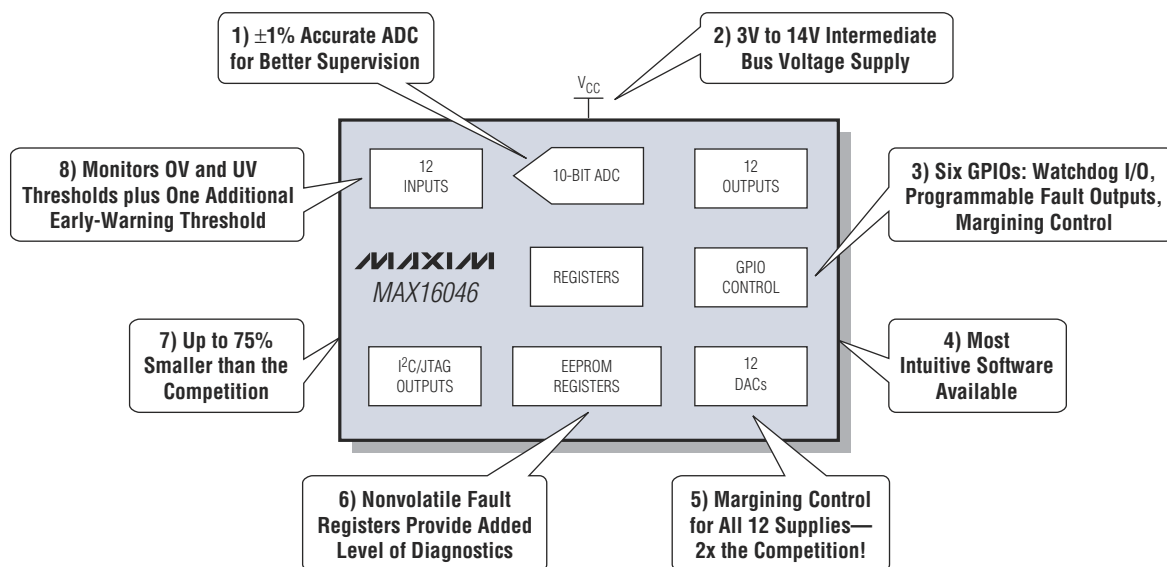 1) ±1% Accurate ADC
for Better Supervision
2) 3V to 14V Intermediate
Bus Voltage Supply
VCC
8) Monitors OV and UV
Thresholds plus One Additional
Early-Warning Threshold
12
INPUTS
10-BIT ADC
12
OUTPUTS
3) Six GPIOs: Watchdog I/O,
Programmable Fault Outputs,
Margining Control
MAXIM
MAX16046
REGISTERS
GPIO
CONTROL
7) Up to 75%
Smaller than the
Competition
I²C/JTAG
OUTPUTS
EEPROM
REGISTERS
12
DACs
4) Most
Intuitive Software
Available
6) Nonvolatile Fault
Registers Provide Added
Level of Diagnostics
5) Margining Control
for All 12 Supplies—
2x the Competition!